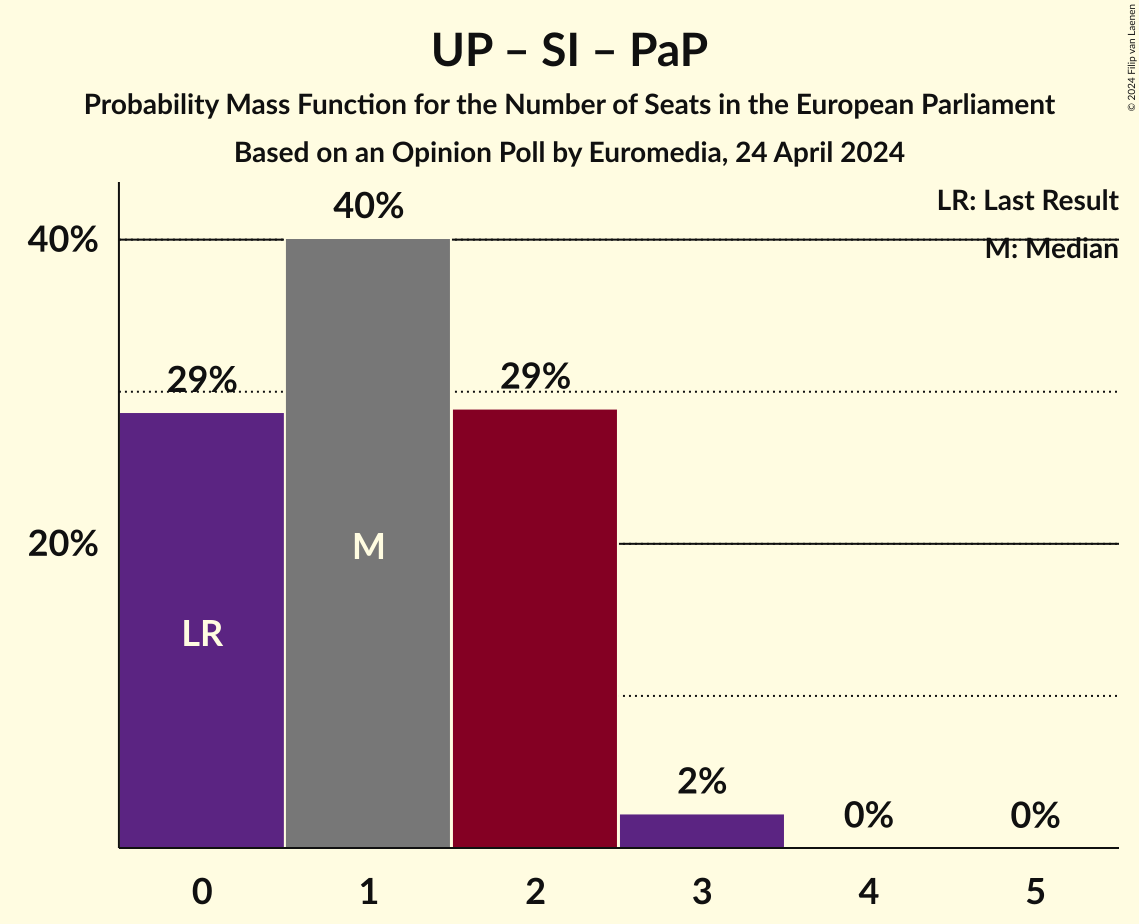 UP – SI – PaP
Probability Mass Function for the Number of Seats in the European Parliament
Based on an Opinion Poll by Euromedia, 24 April 2024
© 2024 Filip van Laenen
LR: Last Result
M: Median
40%
20%
29%
40%
29%
2%
0%
0%
LR
M
0
1
2
3
4
5